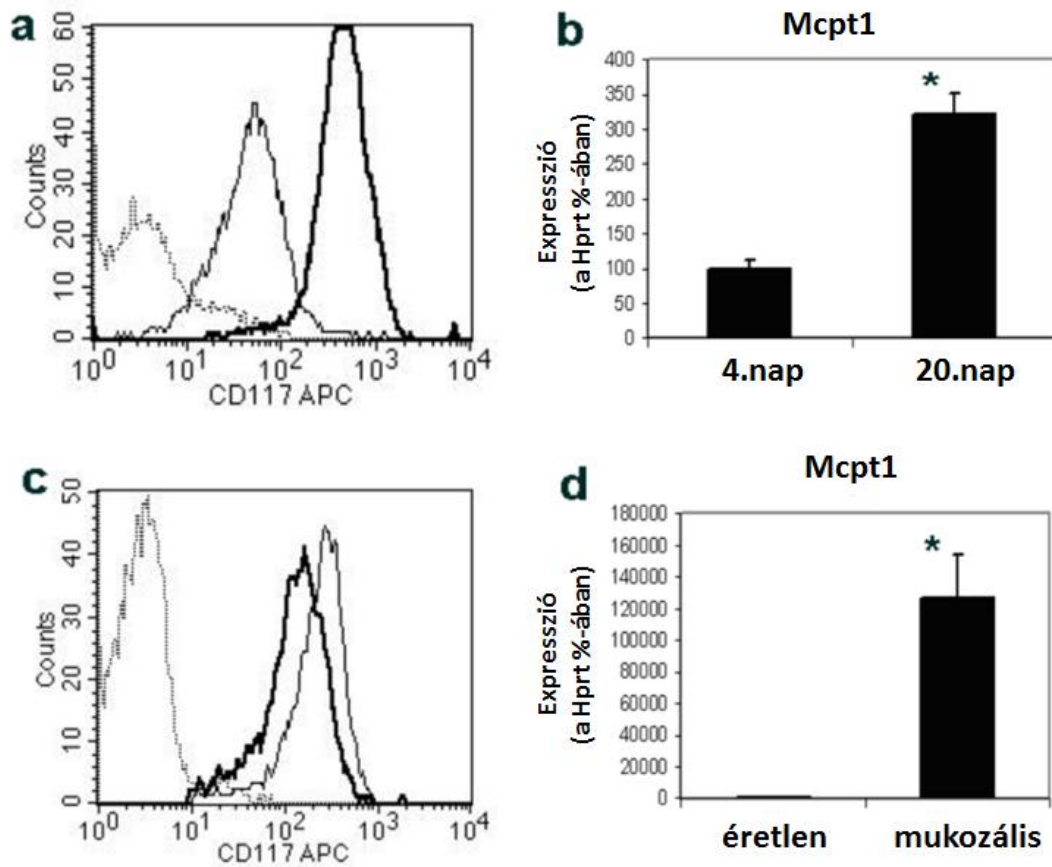 a
60
50
40
30
20
10
0
Counts
10^0 10^1 10^2 10^3 10^4
CD117 APC
b
Mcpt1
Expresszió
(a Hprt %-ában)
400
350
300
250
200
150
100
50
0
*
4.nap 20.nap
c
50
40
30
20
10
0
Counts
10^0 10^1 10^2 10^3 10^4
CD117 APC
d
Mcpt1
Expresszió
(a Hprt %-ában)
180000
160000
140000
120000
100000
80000
60000
40000
20000
0
*
éretlen mukozális